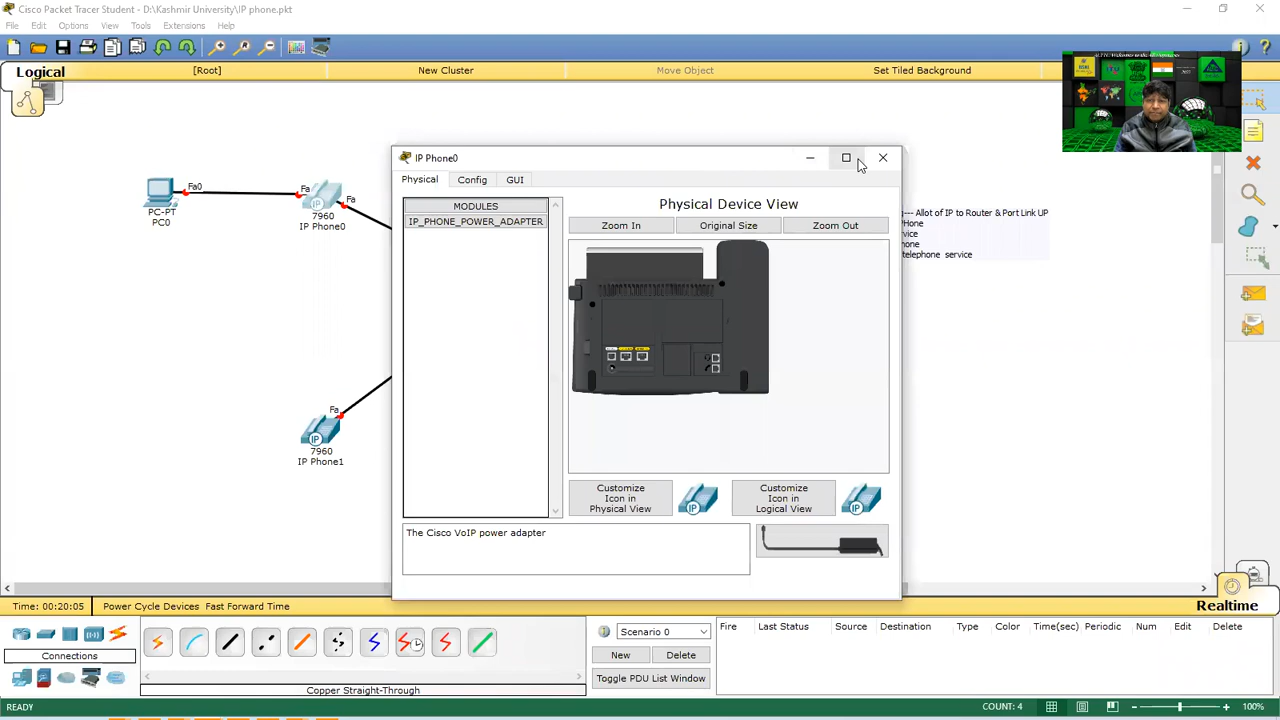 Cisco Packet Tracer Student - D:\Kashmir University\IP phone.pkt
File Edit Options View Tools Extensions Help
Logical [Root] New Cluster Move Object Set Tiled Background
IP Phone0
Physical Config GUI
MODULES
IP_PHONE_POWER_ADAPTER
Physical Device View
Zoom In Original Size Zoom Out
Fa0 Fa Fa
PC-PT
PC0
7960
IP Phone0
--- Allot of IP to Router & Port Link UP
telephone service
Fa
IP
7960
IP Phone1
Customize
Icon in
Physical View
IP
Customize
Icon in
Logical View
IP
The Cisco VoIP power adapter
Time: 00:20:05 Power Cycle Devices Fast Forward Time
Realtime
Connections
Copper Straight-Through
Scenario 0
New Delete
Toggle PDU List Window
Fire Last Status Source Destination Type Color Time(sec) Periodic Num Edit Delete
READY COUNT: 4 100%